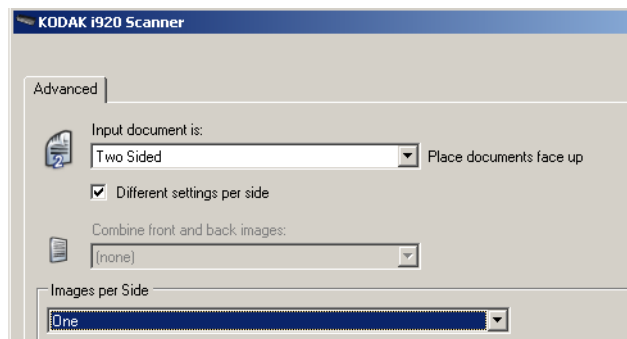 KODAK i920 Scanner
Advanced
Input document is:
2
Two Sided Place documents face up
Different settings per side
Combine front and back images:
(none)
Images per Side
One